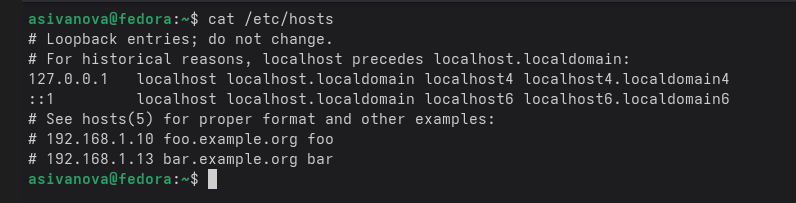 asivanova@fedora:~$ cat /etc/hosts
# Loopback entries; do not change.
# For historical reasons, localhost precedes localhost.localdomain:
127.0.0.1   localhost localhost.localdomain localhost4 localhost4.localdomain4
::1         localhost localhost.localdomain localhost6 localhost6.localdomain6
# See hosts(5) for proper format and other examples:
# 192.168.1.10 foo.example.org foo
# 192.168.1.13 bar.example.org bar
asivanova@fedora:~$